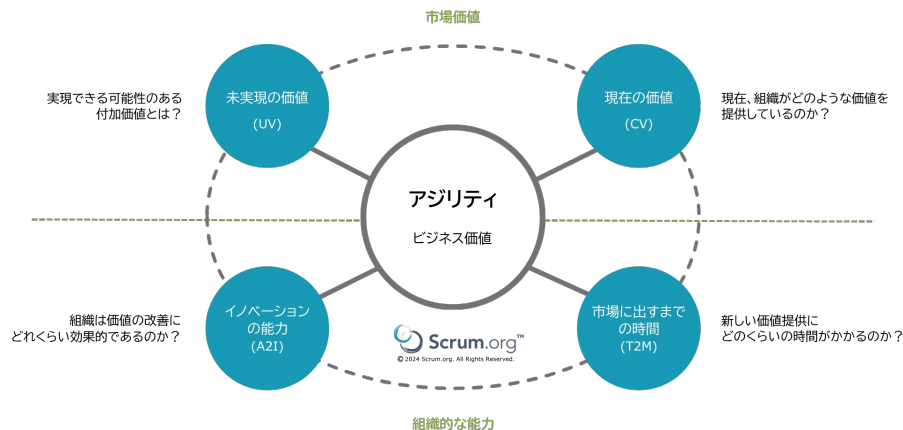 市場価値
実現できる可能性のある
付加価値とは？
未実現の価値
(UV)
現在の価値
(CV)
現在、組織がどのような価値を
提供しているのか？
アジリティ
ビジネス価値
組織は価値の改善に
どれくらい効果的であるのか？
イノベーション
の能力
(A2I)
市場に出すまで
の時間
(T2M)
新しい価値提供に
どのくらいの時間がかかるのか？
Scrum.org™
© 2024 Scrum.org. All Rights Reserved.
組織的な能力